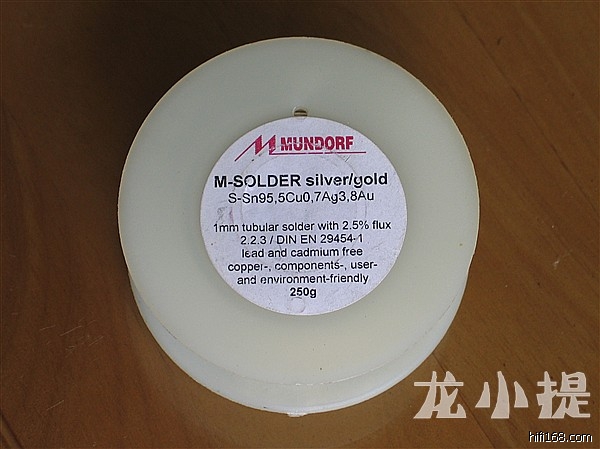 MUNDORF
M-SOLDER silver/gold
S-Sn95,5Cu0,7Ag3,8Au
1mm tubular solder with 2.5% flux
2.2.3 / DIN EN 29454-1
lead and cadmium free
copper-, components-, user-
and environment-friendly
250g
龙小提
hifi168.com